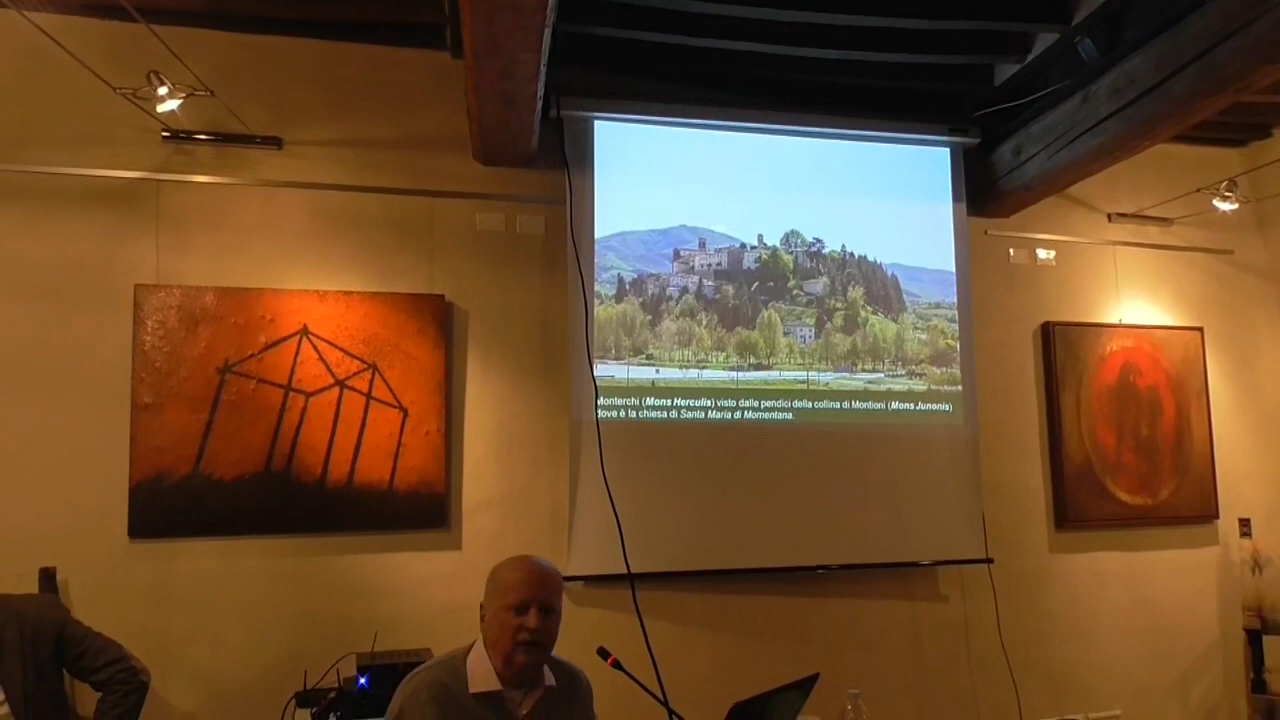 Monterchi (Mons Herculis) visto dalle pendici della collina di Montioni (Mons Junonis)
dove è la chiesa di Santa Maria di Momentana.